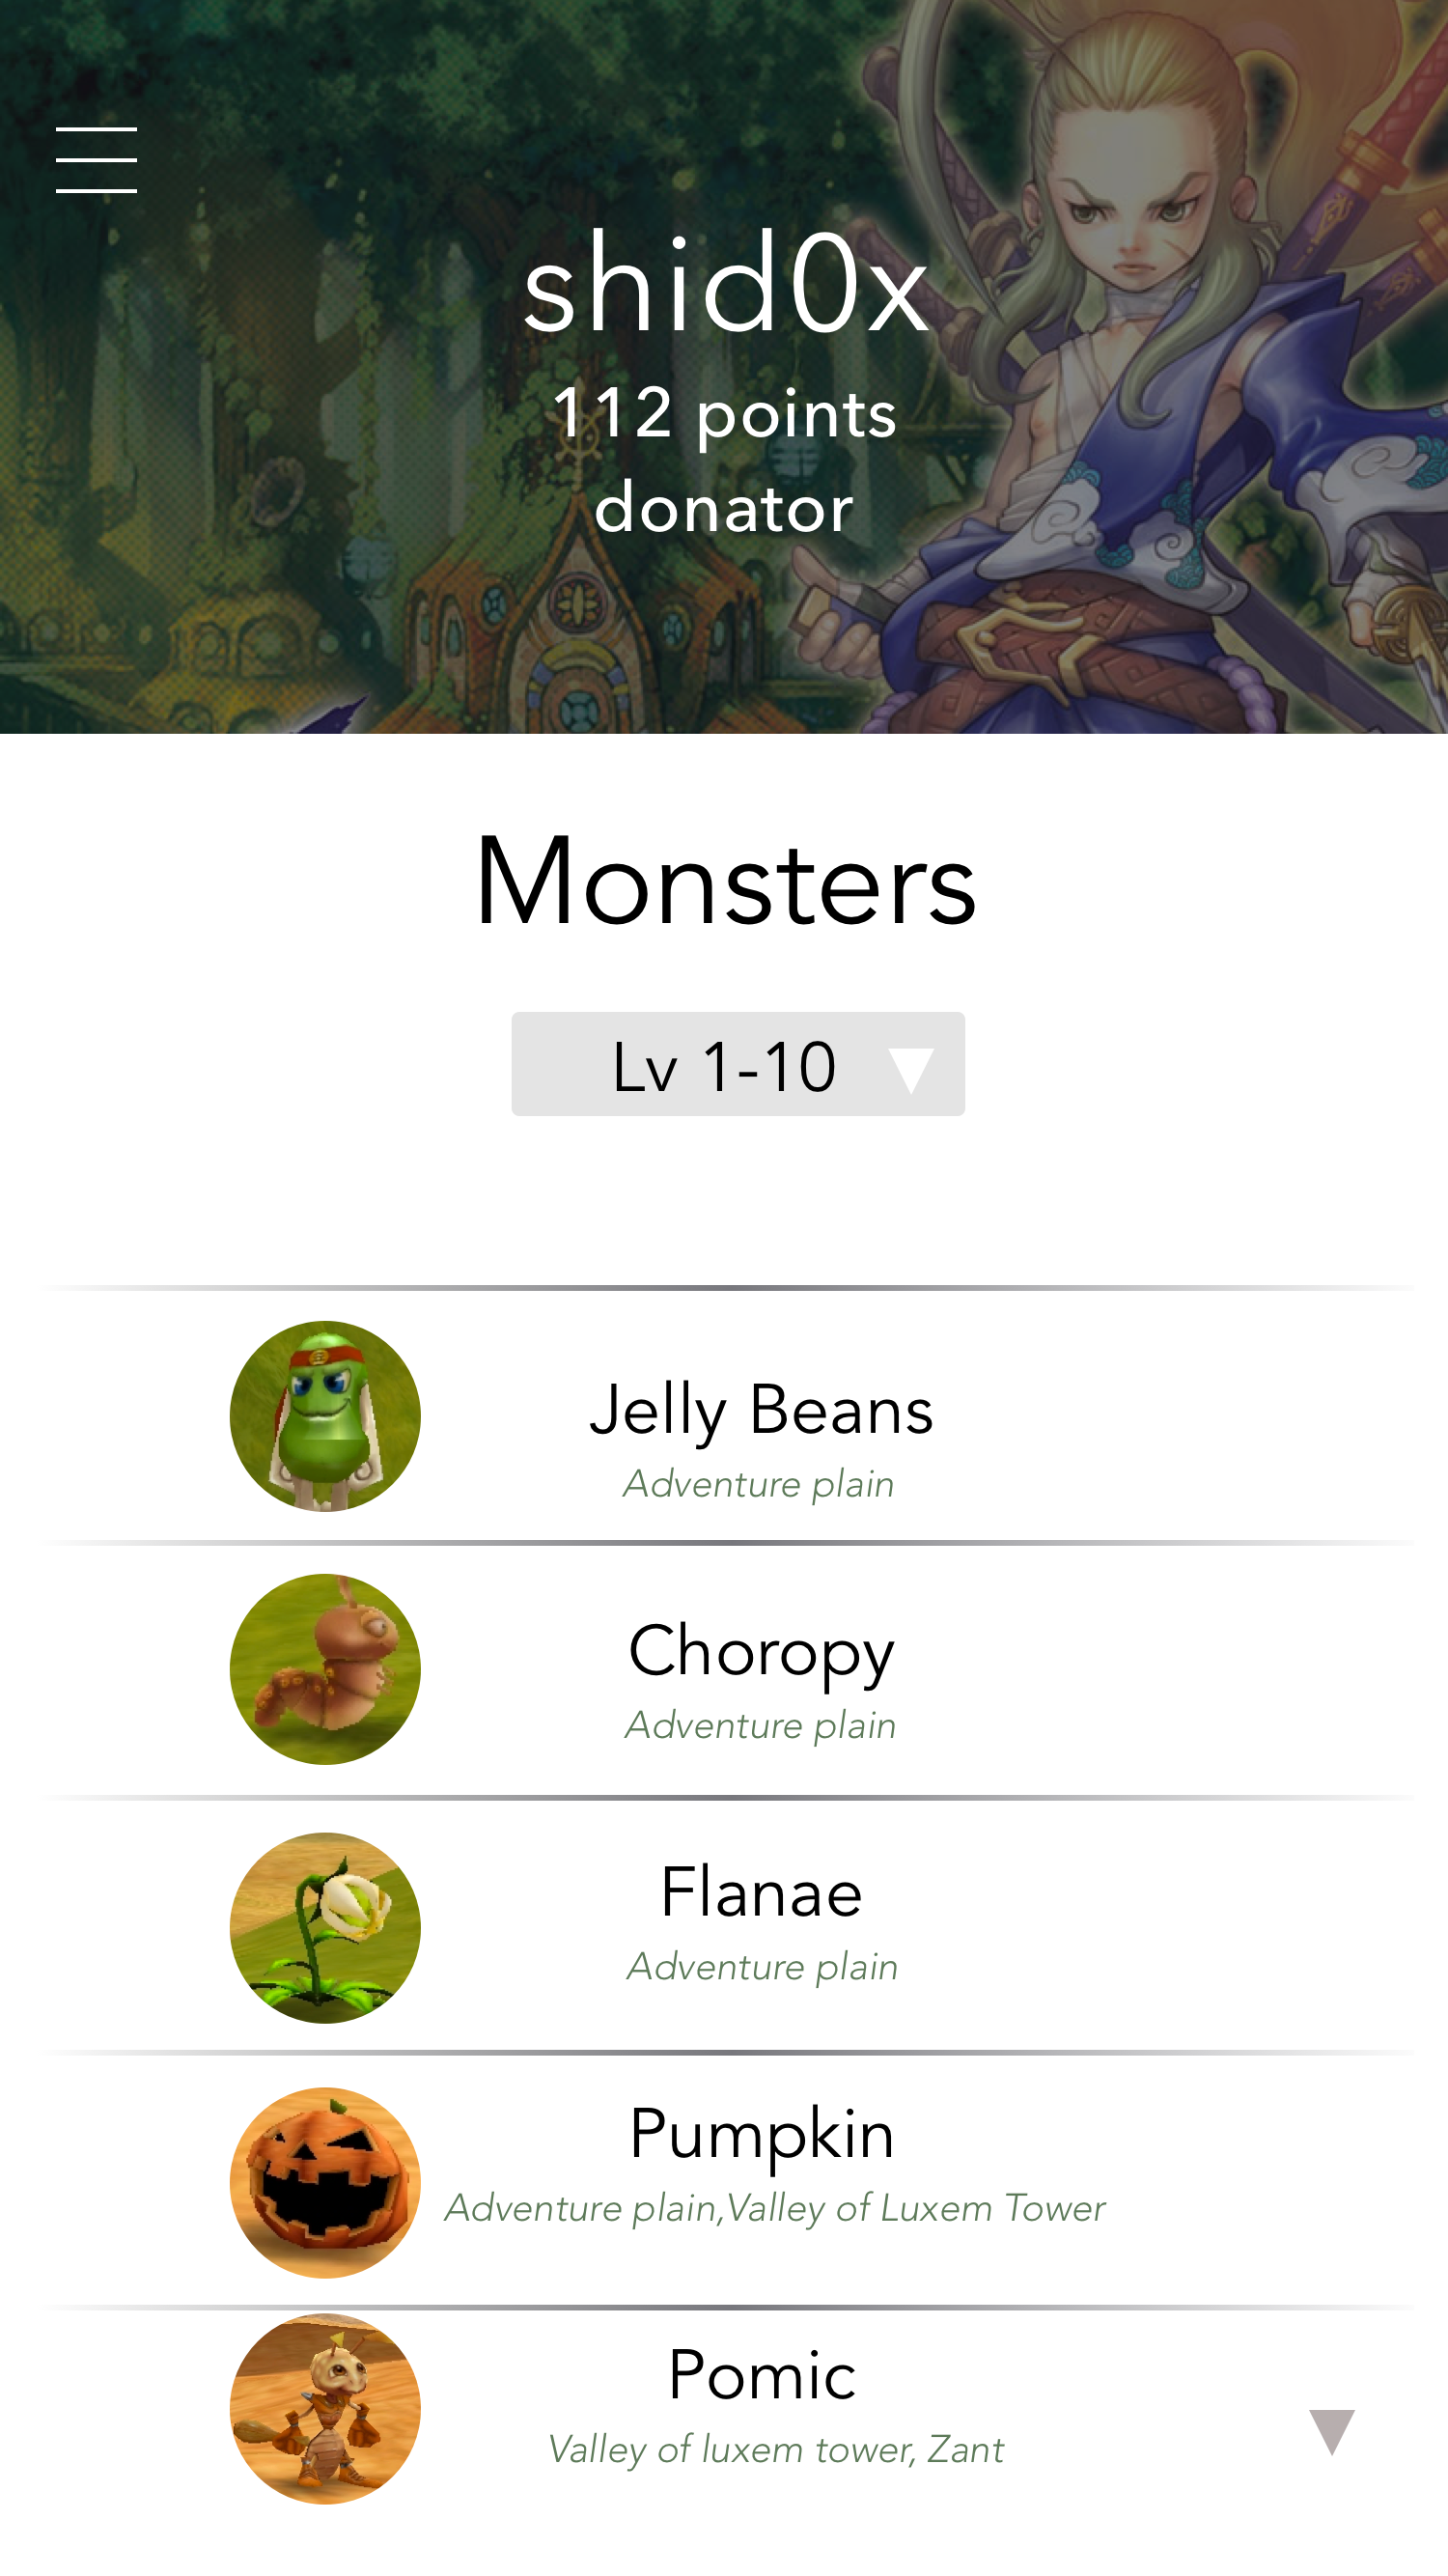 shid0x
112 points
donator
Monsters
Lv 1-10
Jelly Beans
Adventure plain
Choropy
Adventure plain
Flanae
Adventure plain
Pumpkin
Adventure plain,Valley of Luxem Tower
Pomic
Valley of luxem tower, Zant